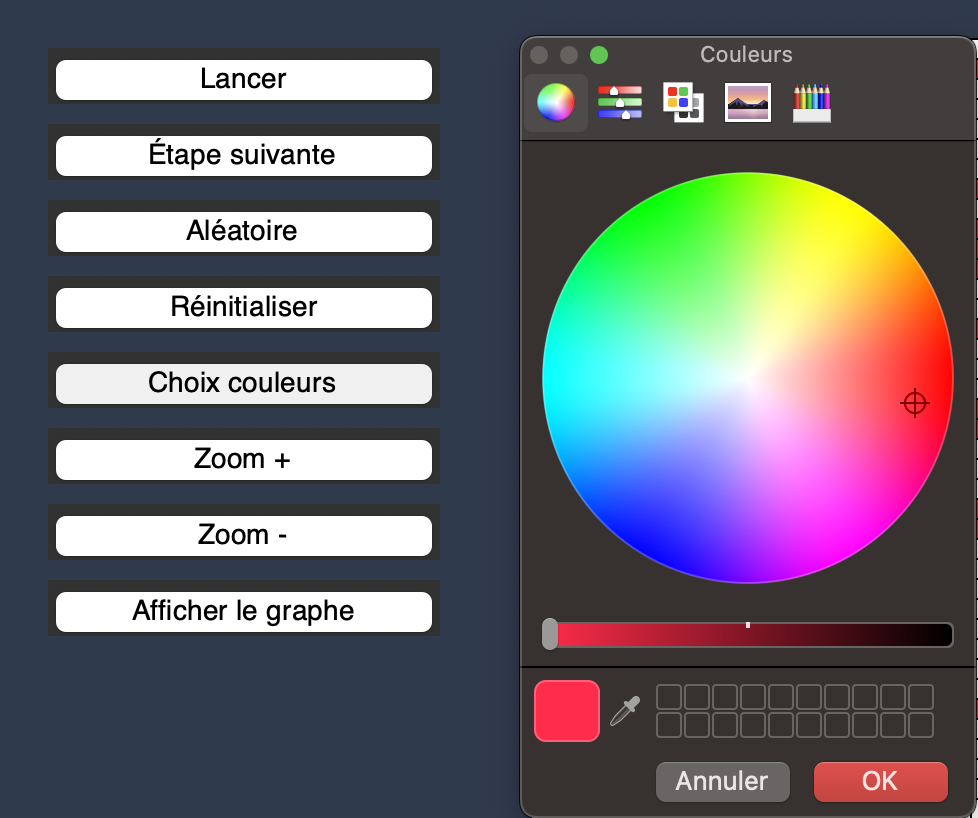 Lancer
Étape suivante
Aléatoire
Réinitialiser
Choix couleurs
Zoom +
Zoom -
Afficher le graphe
Couleurs
Annuler
OK